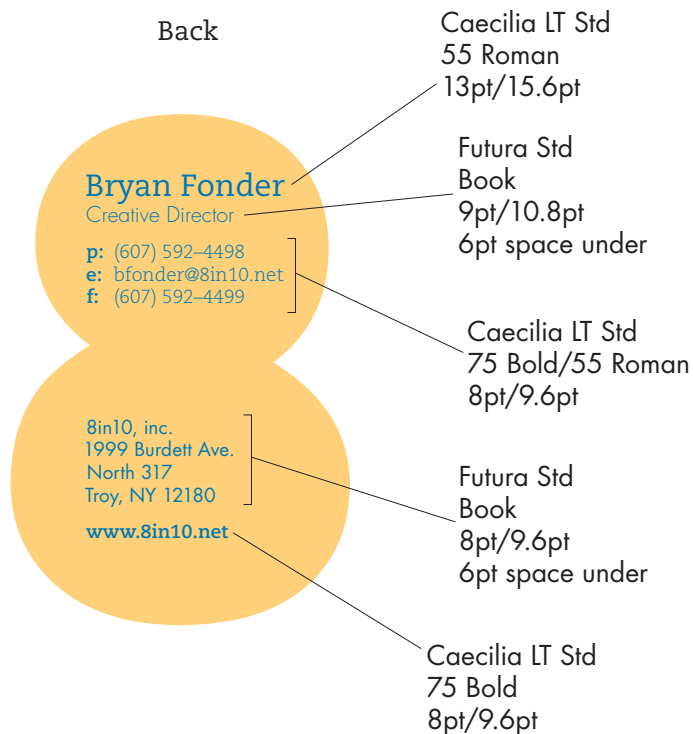 Back
Caecilia LT Std
55 Roman
13pt/15.6pt
Bryan Fonder
Creative Director
Futura Std
Book
9pt/10.8pt
6pt space under
p: (607) 592–4498
e: bfonder@8in10.net
f: (607) 592–4499
Caecilia LT Std
75 Bold/55 Roman
8pt/9.6pt
8in10, inc.
1999 Burdett Ave.
North 317
Troy, NY 12180
Futura Std
Book
8pt/9.6pt
6pt space under
www.8in10.net
Caecilia LT Std
75 Bold
8pt/9.6pt